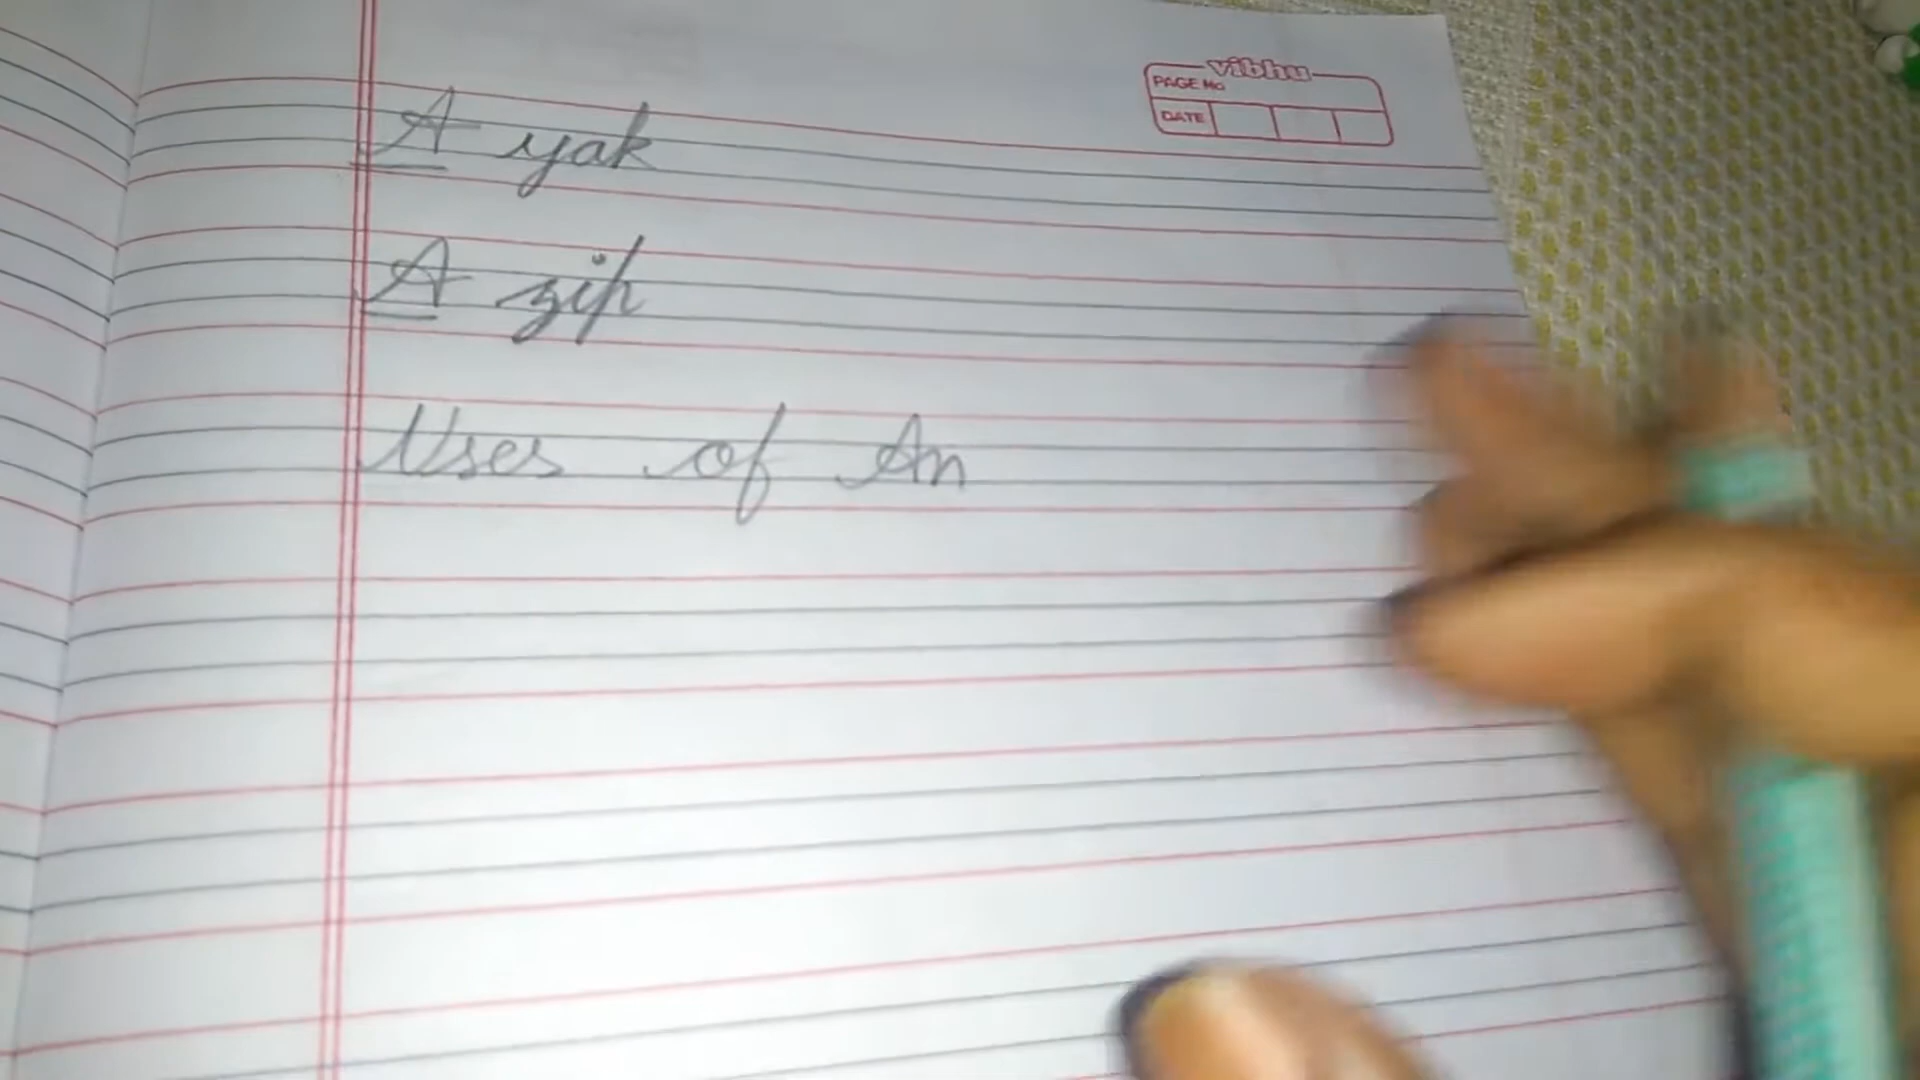 vibhu
PAGE No
DATE
A yak
A zip
Uses of An